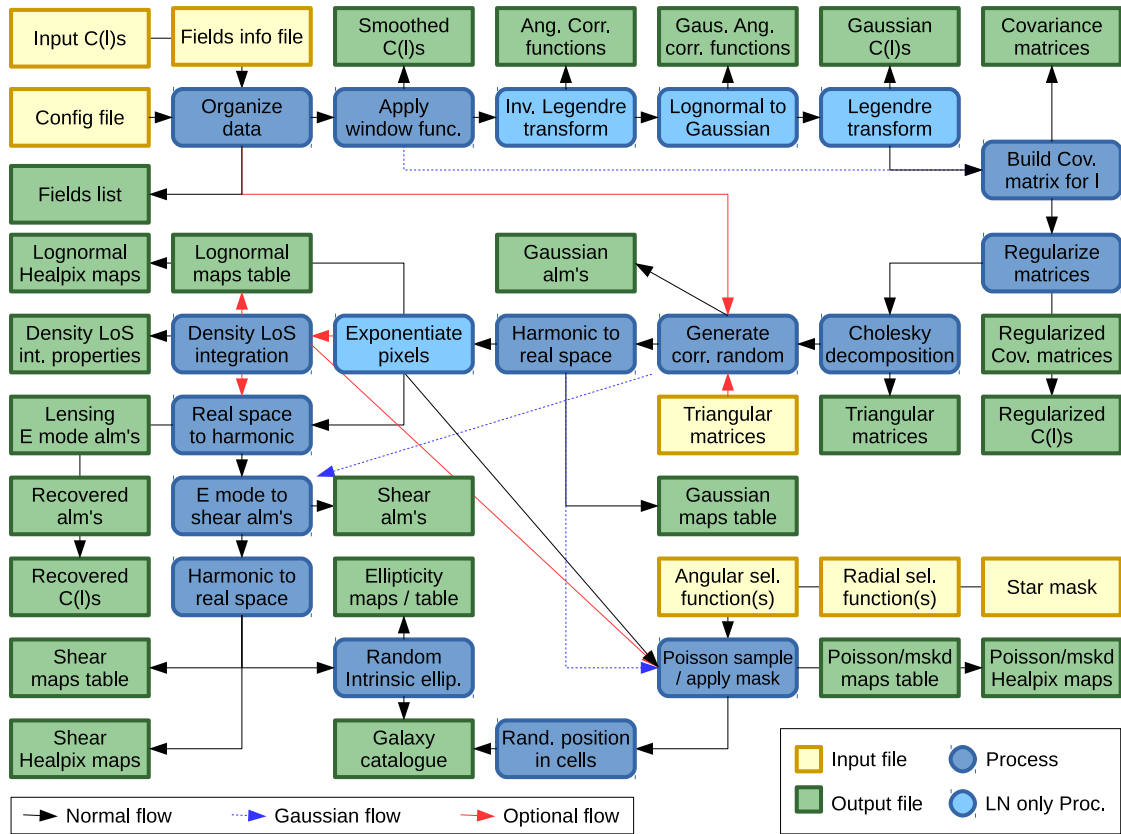 Input C(l)s
Fields info file
Smoothed
C(l)s
Ang. Corr.
functions
Gaus. Ang.
corr. functions
Gaussian
C(l)s
Covariance
matrices
Config file
Organize
data
Apply
window func.
Inv. Legendre
transform
Lognormal to
Gaussian
Legendre
transform
Build Cov.
matrix for l
Fields list
Lognormal
Healpix maps
Lognormal
maps table
Gaussian
alm's
Regularize
matrices
Density LoS
int. properties
Density LoS
integration
Exponentiate
pixels
Harmonic to
real space
Generate
corr. random
Cholesky
decomposition
Regularized
Cov. matrices
Lensing
E mode alm's
Real space
to harmonic
Triangular
matrices
Triangular
matrices
Regularized
C(l)s
Recovered
alm's
E mode to
shear alm's
Shear
alm's
Gaussian
maps table
Recovered
C(l)s
Harmonic to
real space
Ellipticity
maps / table
Angular sel.
function(s)
Radial sel.
function(s)
Star mask
Shear
maps table
Random
Intrinsic ellip.
Poisson sample
/ apply mask
Poisson/mskd
maps table
Poisson/mskd
Healpix maps
Shear
Healpix maps
Galaxy
catalogue
Rand. position
in cells
Input file
Process
Output file
LN only Proc.
Normal flow
Gaussian flow
Optional flow